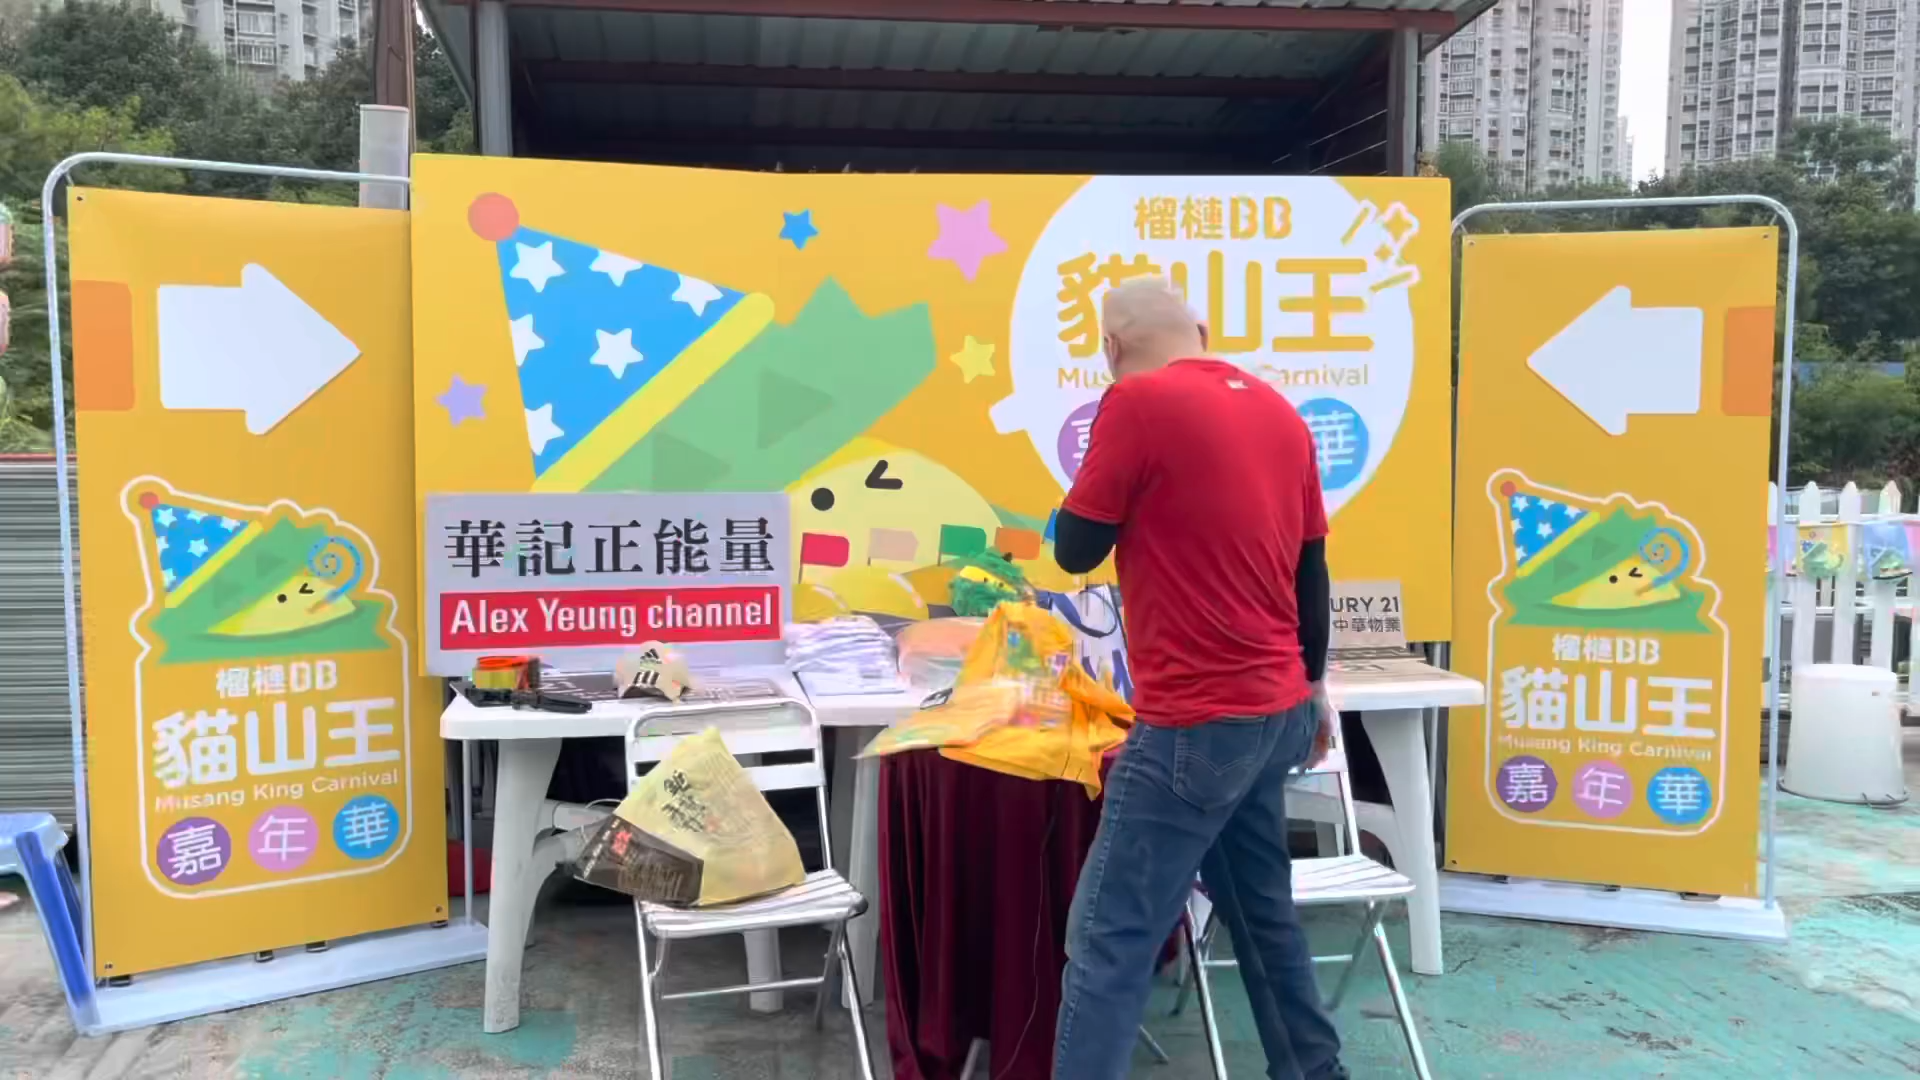 榴槤BB
貓山王
Musang King Carnival
嘉年華
華記正能量
Alex Yeung channel
榴槤BB
貓山王
Carnival
華
URY 21
中華物業
榴槤BB
貓山王
Musang King Carnival
嘉年華